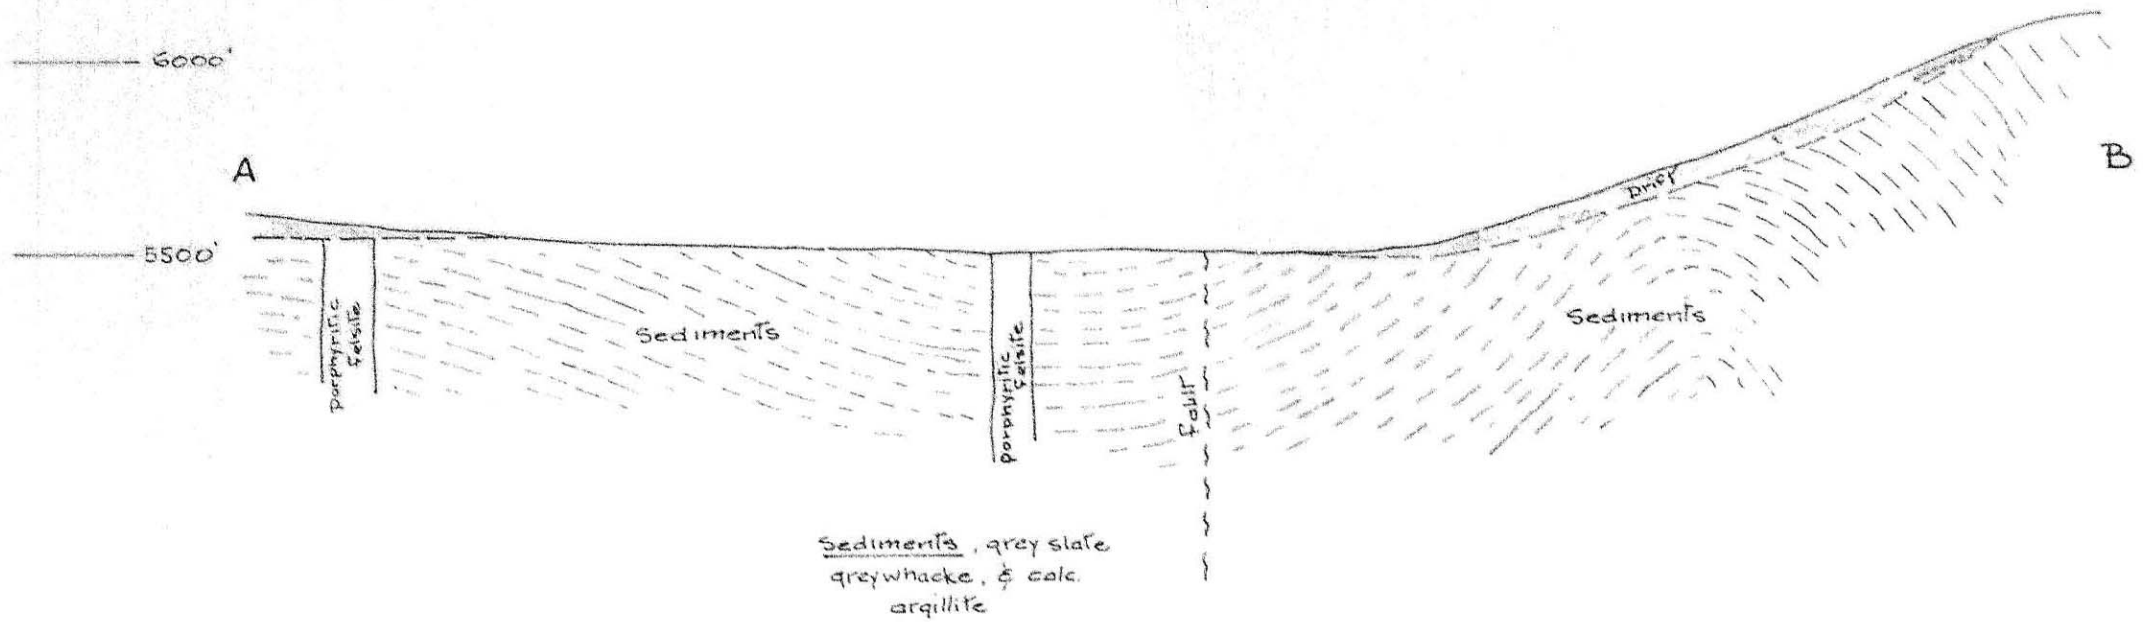 6000'
A
B
Drift
5500'
porphyritic
felsite
Sediments
porphyritic
felsite
fault
Sediments
Sediments, grey slate
greywhacke, & calc.
argillite